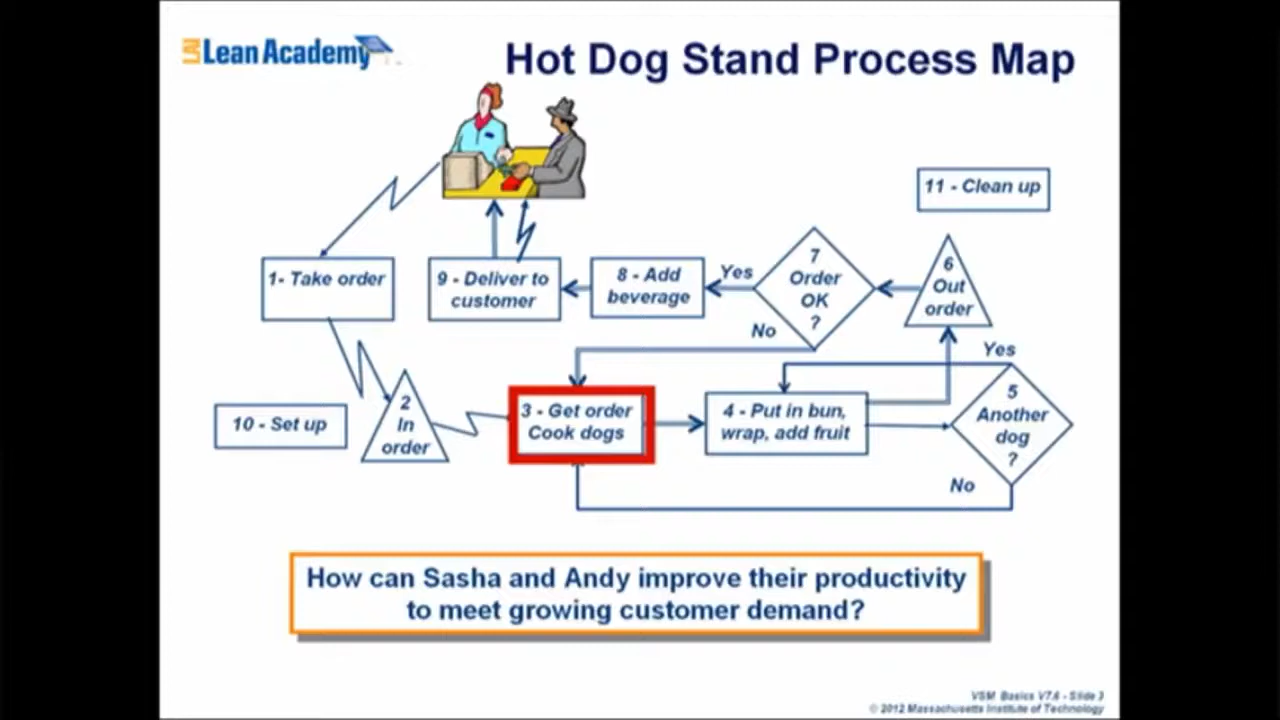 LAI Lean Academy
Hot Dog Stand Process Map
11 - Clean up
1- Take order
9 - Deliver to
customer
8 - Add
beverage
Yes
7
Order
OK
?
6
Out
order
No
Yes
10 - Set up
2
In
order
3 - Get order
Cook dogs
4 - Put in bun,
wrap, add fruit
5
Another
dog
?
No
How can Sasha and Andy improve their productivity
to meet growing customer demand?
VSM Basics V7.6 - Slide 3
© 2012 Massachusetts Institute of Technology